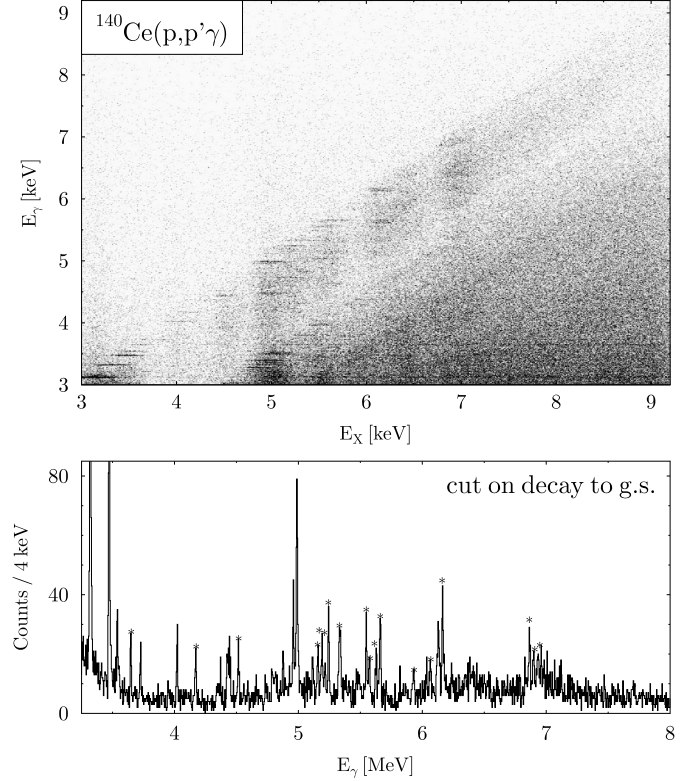 ¹⁴⁰Ce(p,p'γ)
9
8
7
6
5
4
3
Eγ [keV]
3 4 5 6 7 8 9
E_X [keV]
cut on decay to g.s.
80
40
0
Counts / 4 keV
* * * * * * * * * * * * * * * * * * *
4 5 6 7 8
Eγ [MeV]